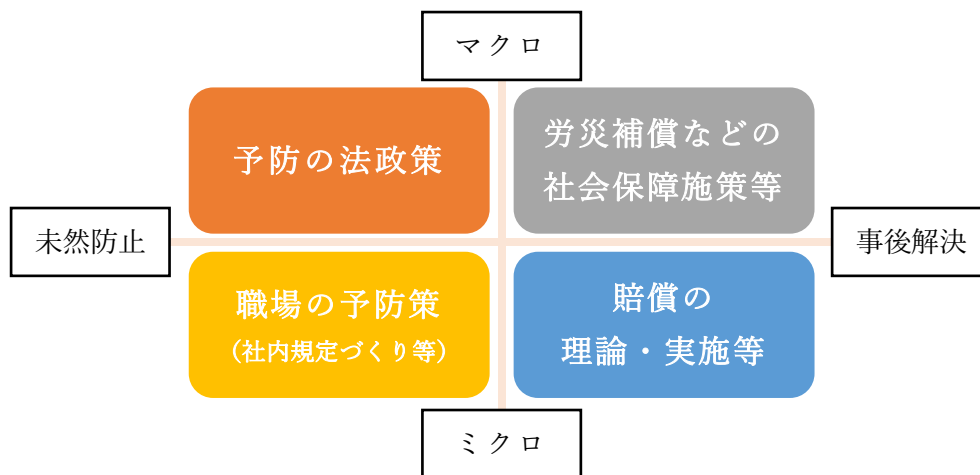 マクロ
予防の法政策
労災補償などの
社会保障施策等
未然防止
事後解決
職場の予防策
（社内規定づくり等）
賠償の
理論・実施等
ミクロ